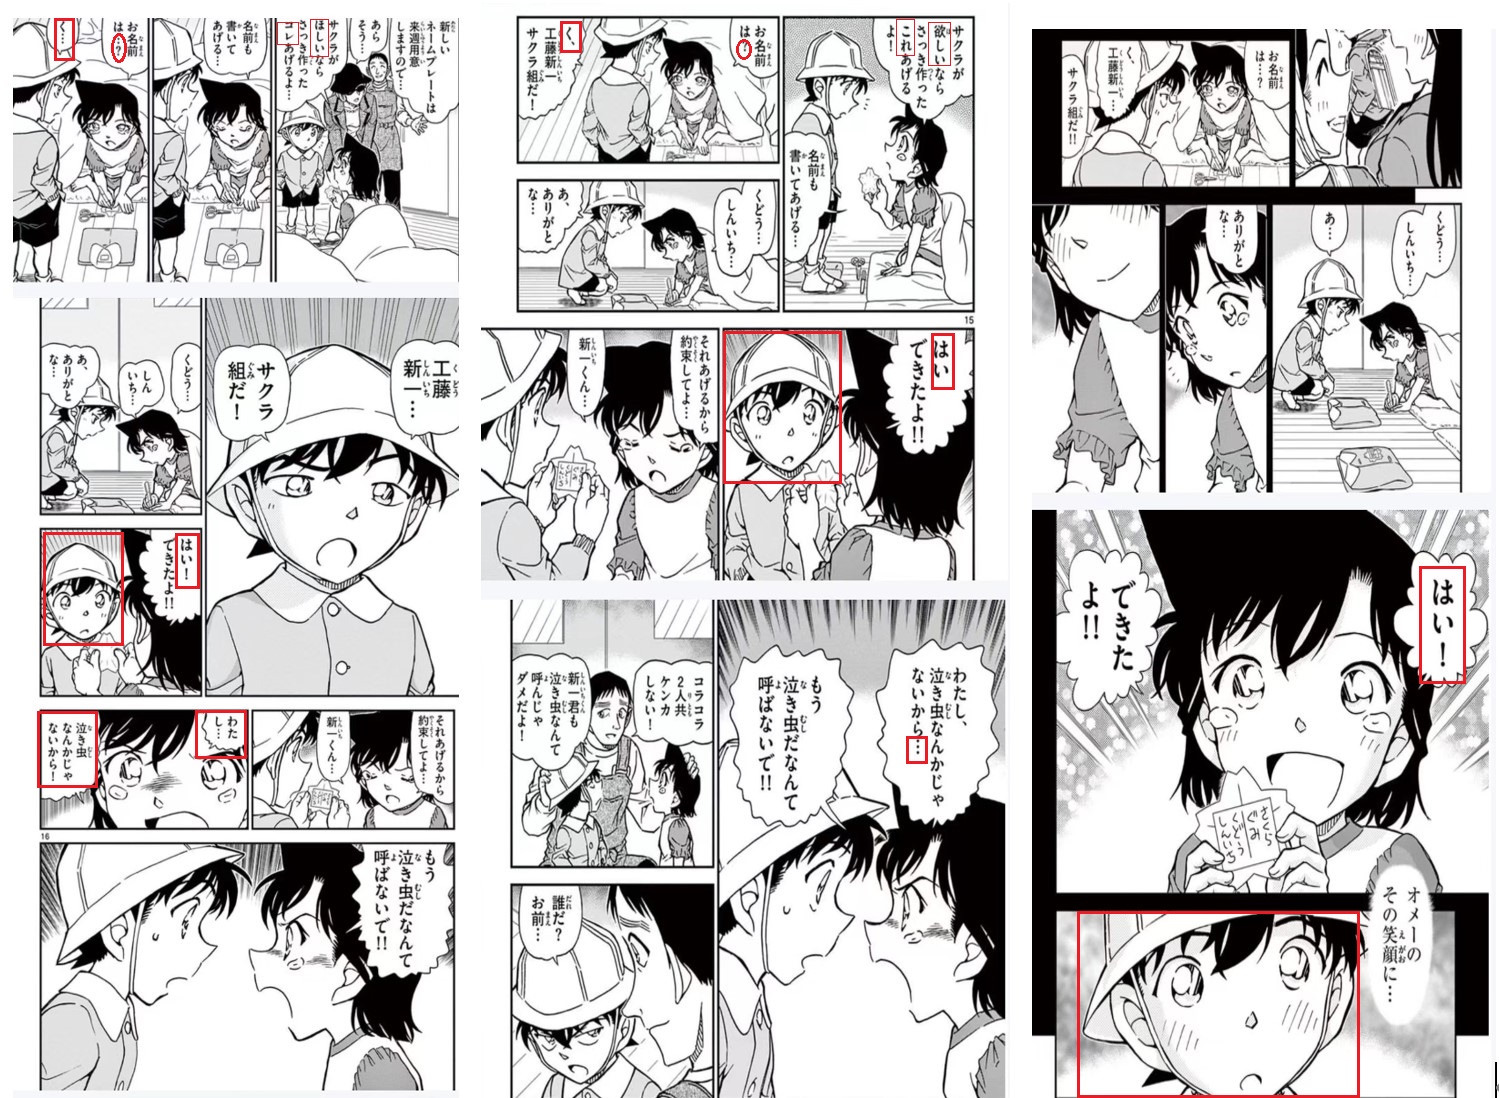 新しい
ネームプレートは
来週用意
しますので…
あら
そう…
サクラが
ほしいなら
さっき作った
コレあげるよ…
名前も
書いて
あげる…
お名前
は…？
く…
工藤
新一…
サクラ
組だ！
くどう…
しん
いち…
あ、
ありがと
な…
はい！
できたよ!!
それあげるから
約束してよ…
新一くん…
わた
し…
泣き虫
なんかじゃ
ないから！
16
もう
泣き虫だなんて
呼ばないで!!
サクラが
欲しいなら
さっき作った
これあげる
よ！
名前も
書いてあげる…
お名前
は？
く、
工藤新一
サクラ組だ！
くどう…
しんいち…
あ、
ありがと
な…
15
はい
できたよ!!
それあげるから
約束してよ…
新一くん…
わたし、
泣き虫なんかじゃ
ないから…
もう
泣き虫だなんて
呼ばないで!!
コラコラ
2人共
ケンカ
しない！
新一君も
泣き虫なんて
呼んじゃ
ダメだよ！
誰だ？
お前…
お名前
は…？
く、
工藤新一…
サクラ組だ!!
くどう…
しんいち…
あ…
ありがと
な…
はい！
できた
よ!!
さくら
ぐみ
くどう
しんいち
オメーの
その笑顔に…